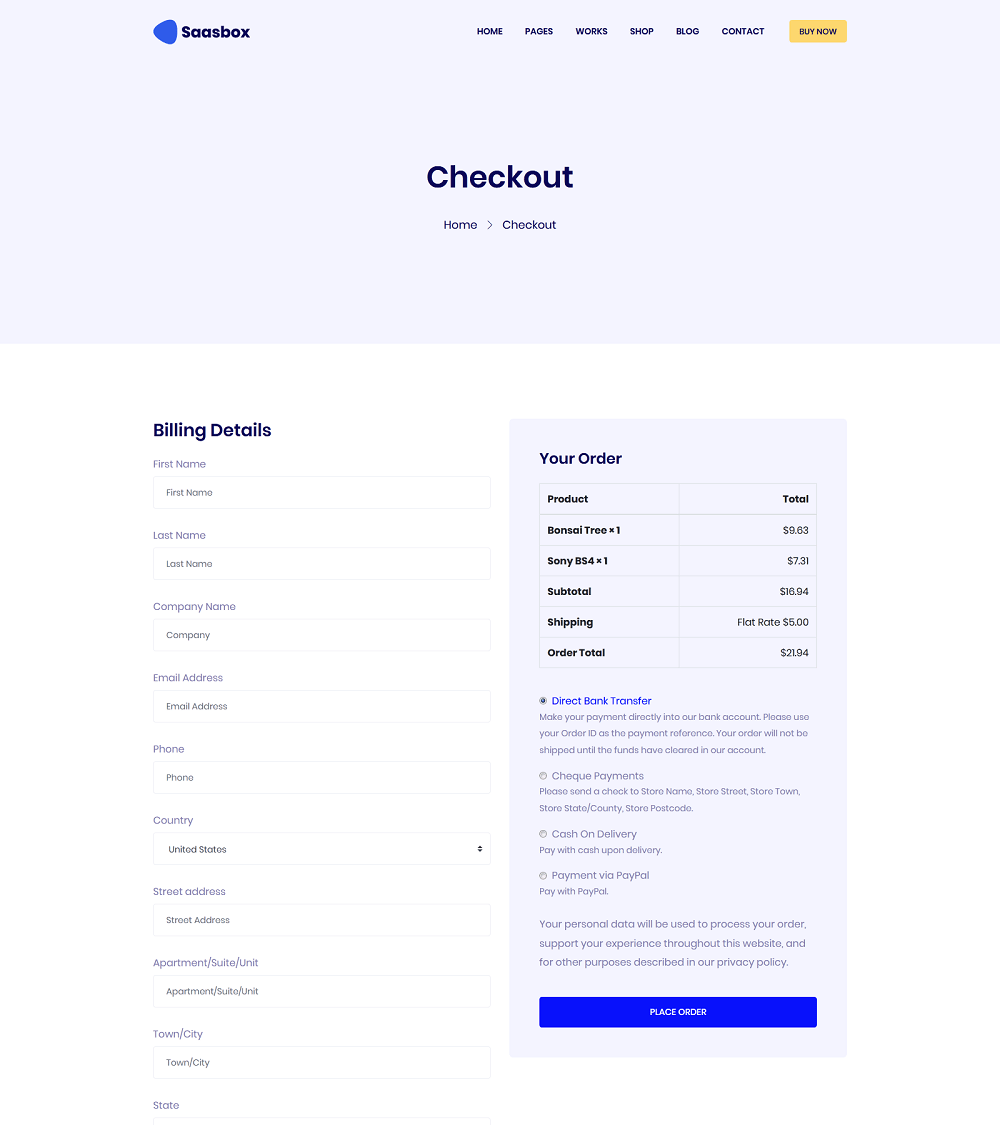 Saasbox
HOME PAGES WORKS SHOP BLOG CONTACT BUY NOW
Checkout
Home > Checkout
Billing Details
First Name
First Name
Last Name
Last Name
Company Name
Company
Email Address
Email Address
Phone
Phone
Country
United States
Street address
Street Address
Apartment/Suite/Unit
Apartment/Suite/Unit
Town/City
Town/City
State
Your Order
Product Total
Bonsai Tree × 1 $9.63
Sony BS4 × 1 $7.31
Subtotal $16.94
Shipping Flat Rate $5.00
Order Total $21.94
Direct Bank Transfer
Make your payment directly into our bank account. Please use
your Order ID as the payment reference. Your order will not be
shipped until the funds have cleared in our account.
Cheque Payments
Please send a check to Store Name, Store Street, Store Town,
Store State/County, Store Postcode.
Cash On Delivery
Pay with cash upon delivery.
Payment via PayPal
Pay with PayPal.
Your personal data will be used to process your order,
support your experience throughout this website, and
for other purposes described in our privacy policy.
PLACE ORDER